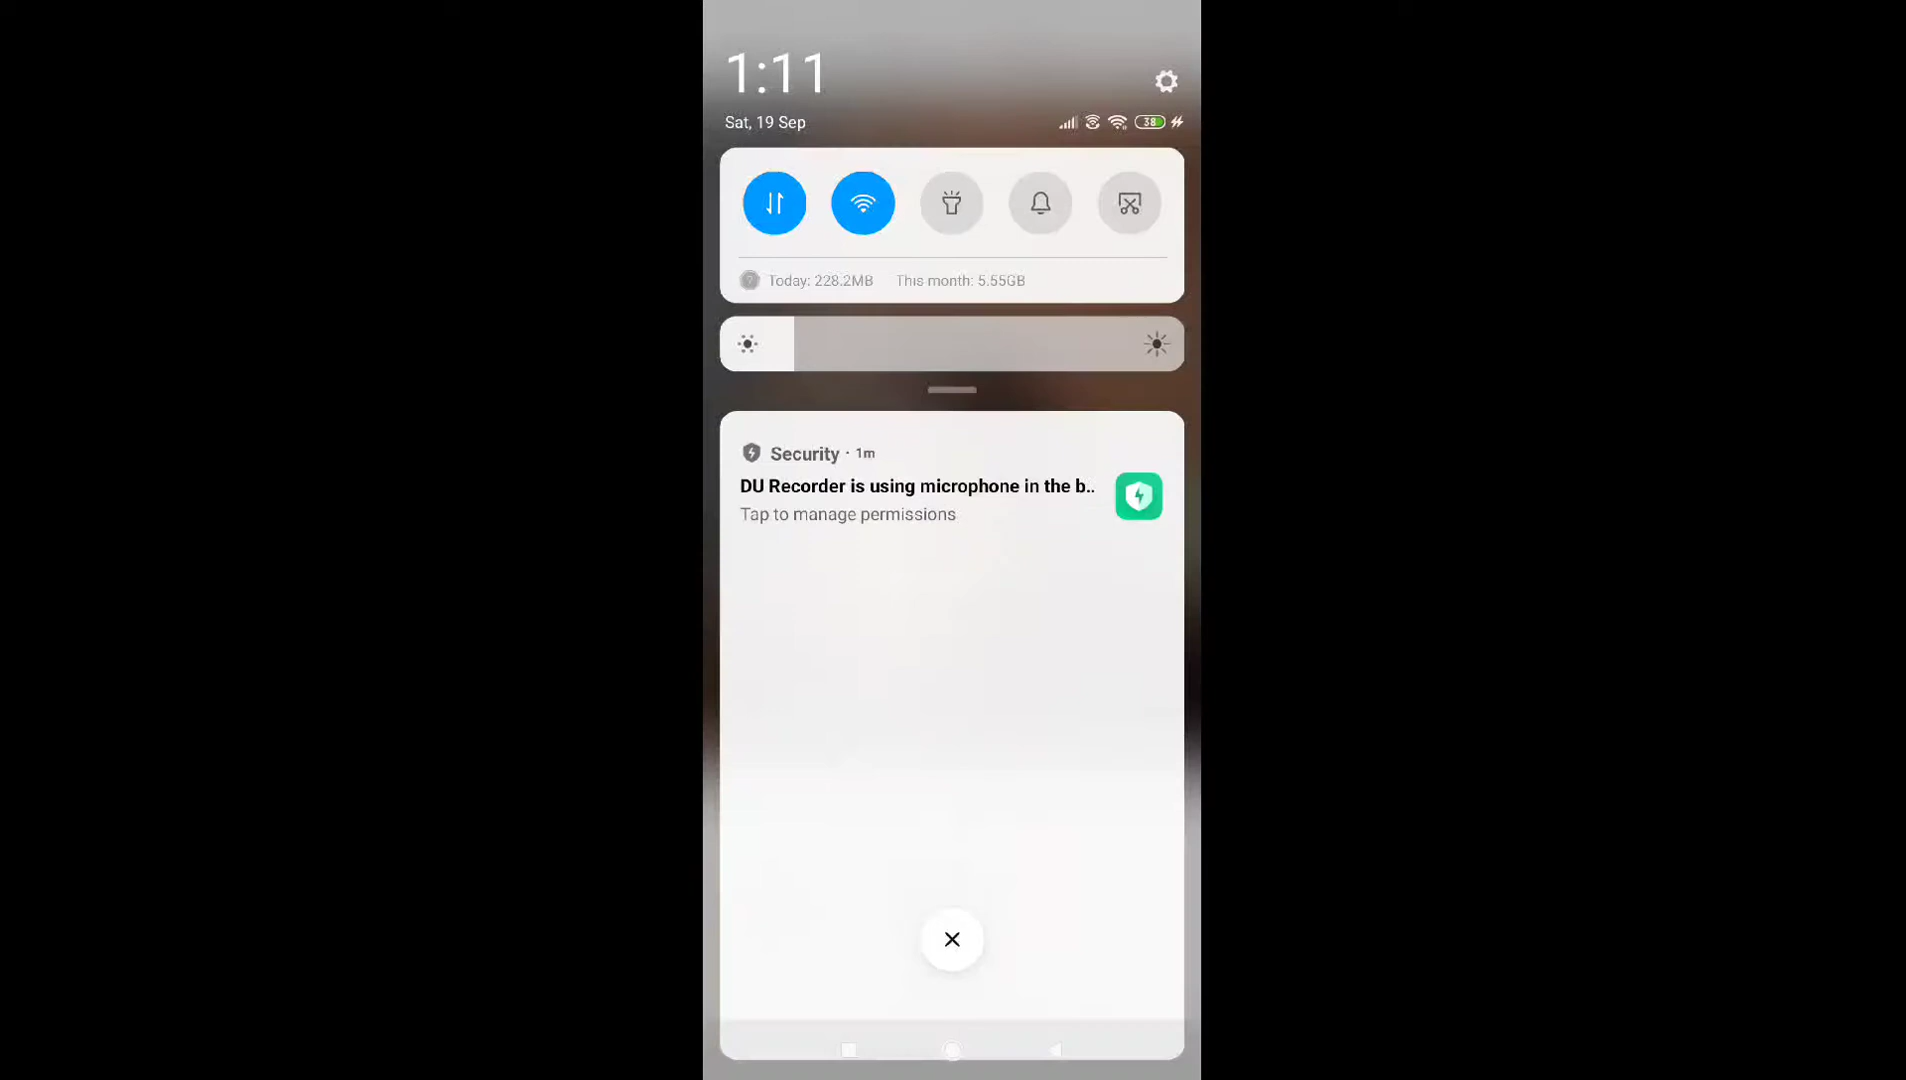 1:11
Sat, 19 Sep
38
Today: 228.2MB This month: 5.55GB
Security · 1m
DU Recorder is using microphone in the b..
Tap to manage permissions